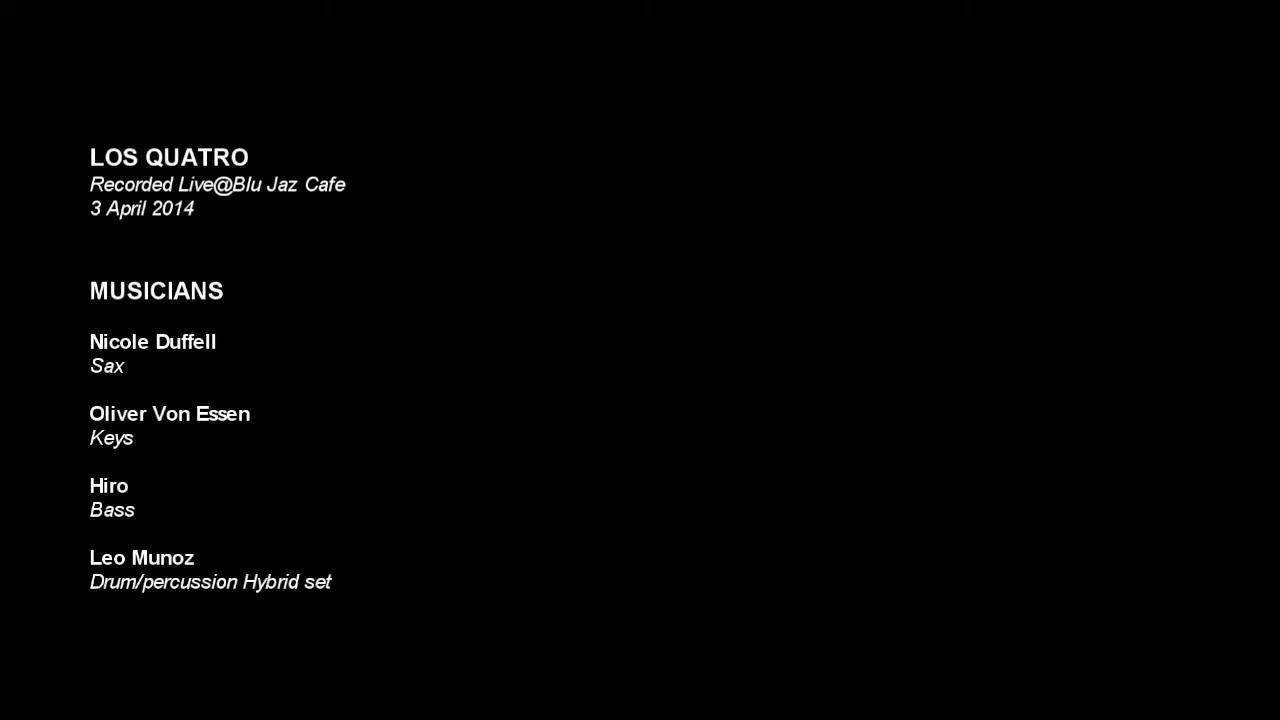 LOS QUATRO
Recorded Live@Blu Jaz Cafe
3 April 2014
MUSICIANS
Nicole Duffell
Sax
Oliver Von Essen
Keys
Hiro
Bass
Leo Munoz
Drum/percussion Hybrid set